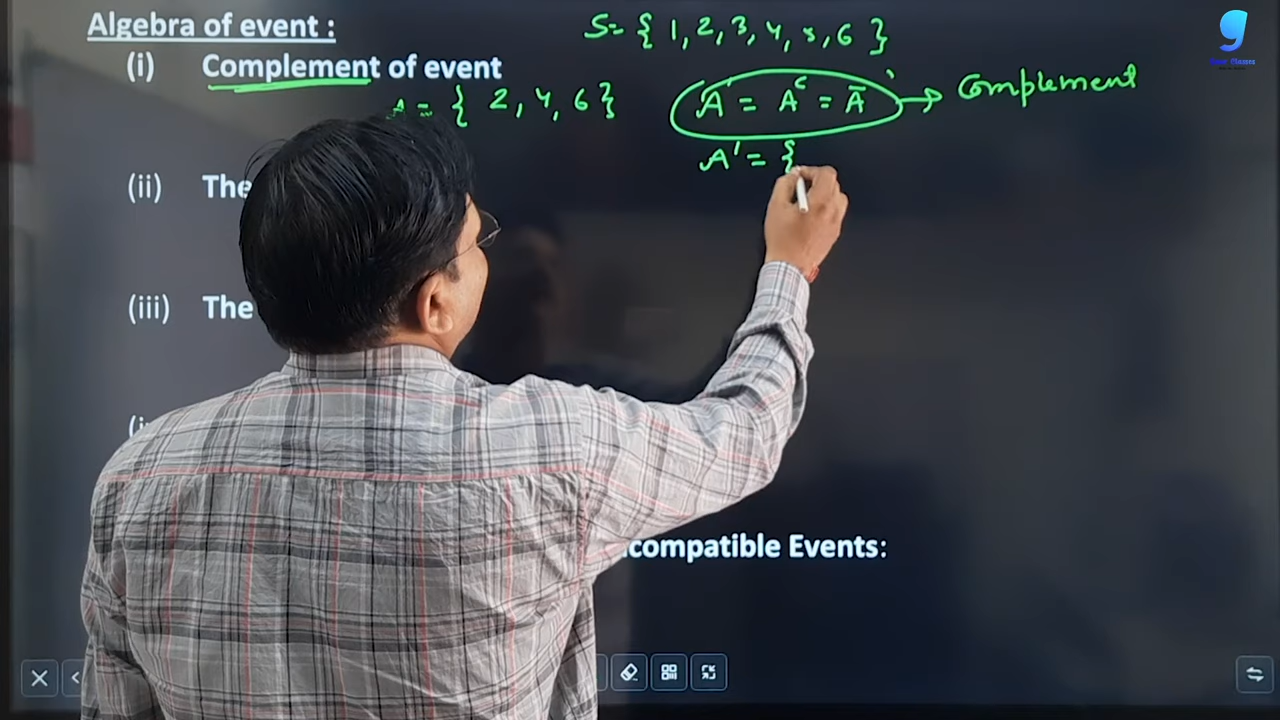 Algebra of event :
S = { 1, 2, 3, 4, 5, 6 }
(i) Complement of event
A = { 2, 4, 6 }
A' = Aᶜ = A̅ → Complement
A' = {
(ii) The
(iii) The
compatible Events: